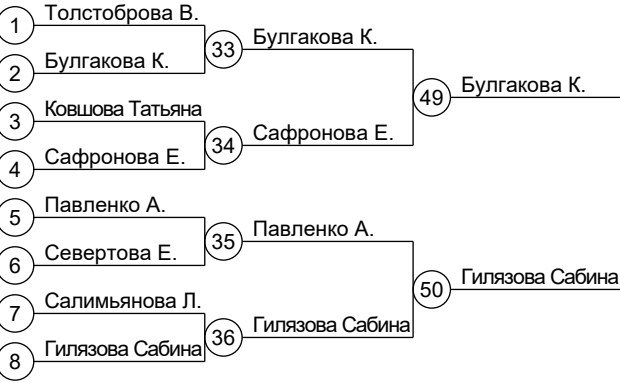 1 Толстоброва В.
33 Булгакова К.
2 Булгакова К.
49 Булгакова К.
3 Ковшова Татьяна
34 Сафронова Е.
4 Сафронова Е.
5 Павленко А.
35 Павленко А.
6 Севертова Е.
50 Гилязова Сабина
7 Салимьянова Л.
36 Гилязова Сабина
8 Гилязова Сабина